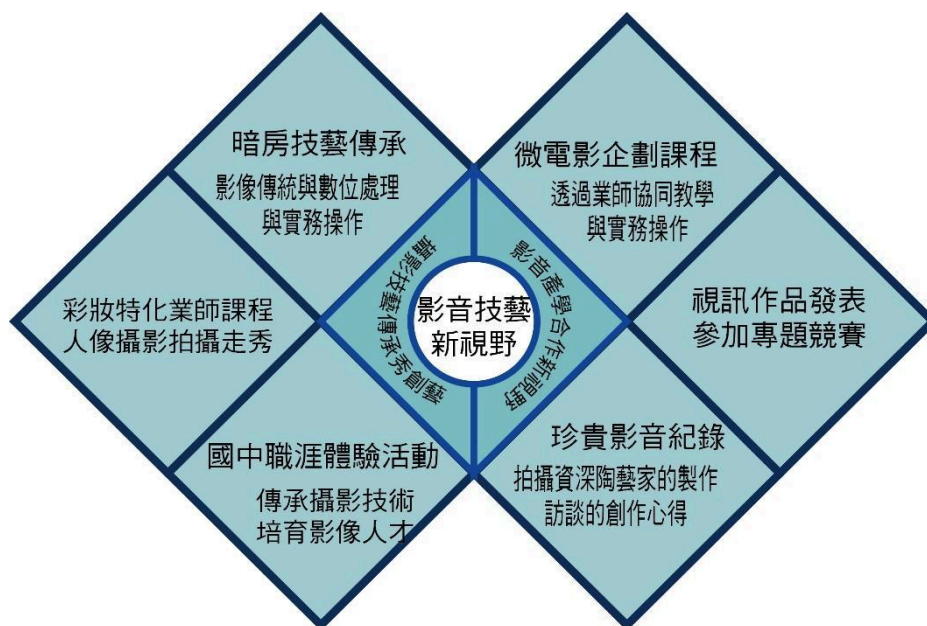 暗房技藝傳承
影像傳統與數位處理
與實務操作
微電影企劃課程
透過業師協同教學
與實務操作
彩妝特化業師課程
人像攝影拍攝走秀
攝影技藝傳承秀創藝
影音技藝
新視野
影音產學合作新視野
視訊作品發表
參加專題競賽
國中職涯體驗活動
傳承攝影技術
培育影像人才
珍貴影音紀錄
拍攝資深陶藝家的製作
訪談的創作心得